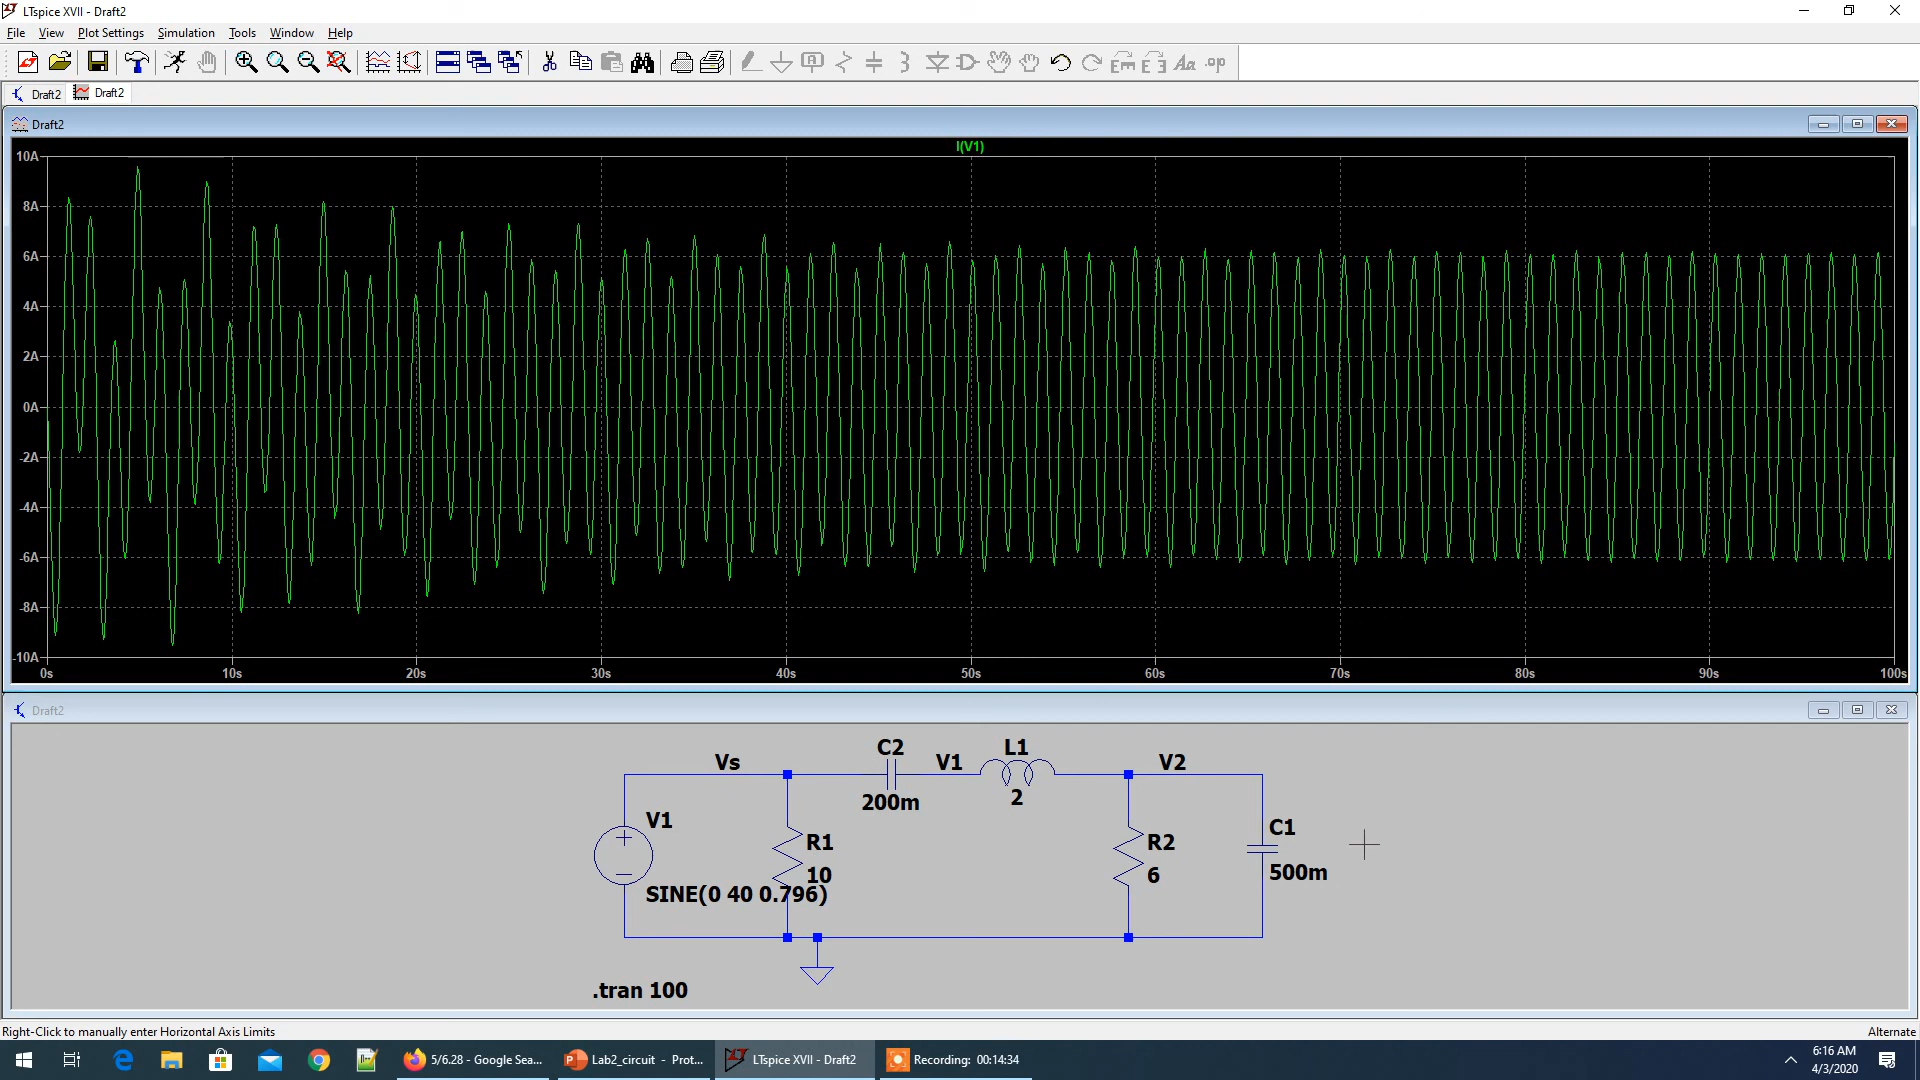 LTspice XVII - Draft2
File View Plot Settings Simulation Tools Window Help
Aa .op
Draft2 Draft2
Draft2
I(V1)
10A
8A
6A
4A
2A
0A
-2A
-4A
-6A
-8A
-10A
0s 10s 20s 30s 40s 50s 60s 70s 80s 90s 100s
Draft2
Vs C2 V1 L1 V2
200m 2
V1 R1 R2 C1
10 6 500m
SINE(0 40 0.796)
.tran 100
Right-Click to manually enter Horizontal Axis Limits Alternate
5/6.28 - Google Sea... Lab2_circuit - Prot... LTspice XVII - Draft2 Recording: 00:14:34 6:16 AM
4/3/2020